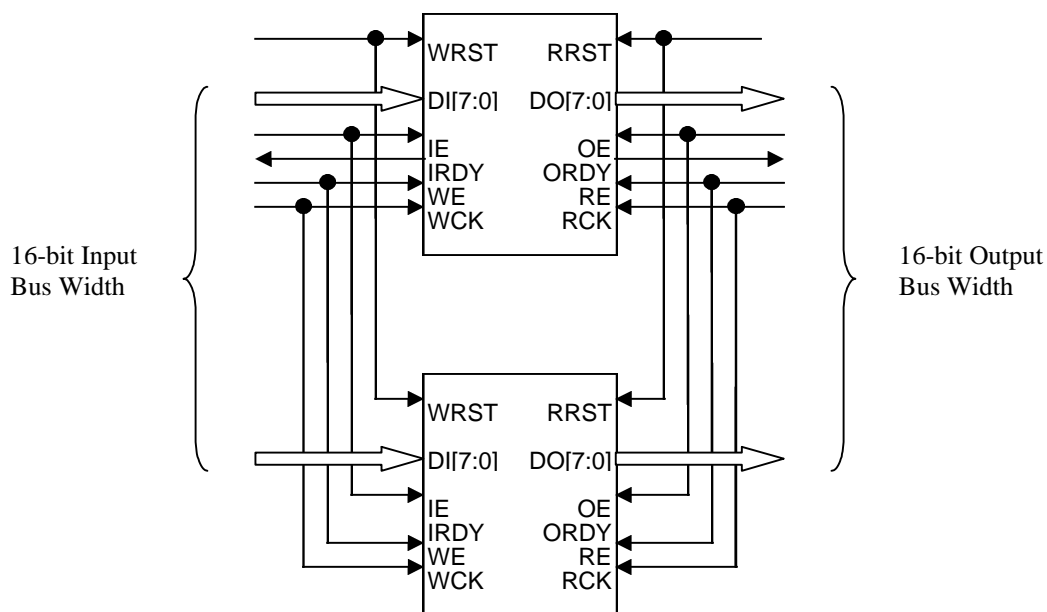 WRST RRST
DI[7:0] DO[7:0]
IE OE
IRDY ORDY
WE RE
WCK RCK
16-bit Input
Bus Width
16-bit Output
Bus Width
WRST RRST
DI[7:0] DO[7:0]
IE OE
IRDY ORDY
WE RE
WCK RCK